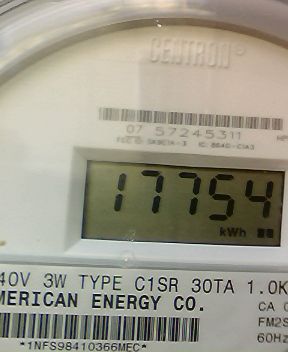 CENTRON®
07 57245311
17754
kWh
40V 3W TYPE C1SR 30TA 1.0K
MERICAN ENERGY CO.
CA
FM2S
60Hz
*1NFS98410366MEC*